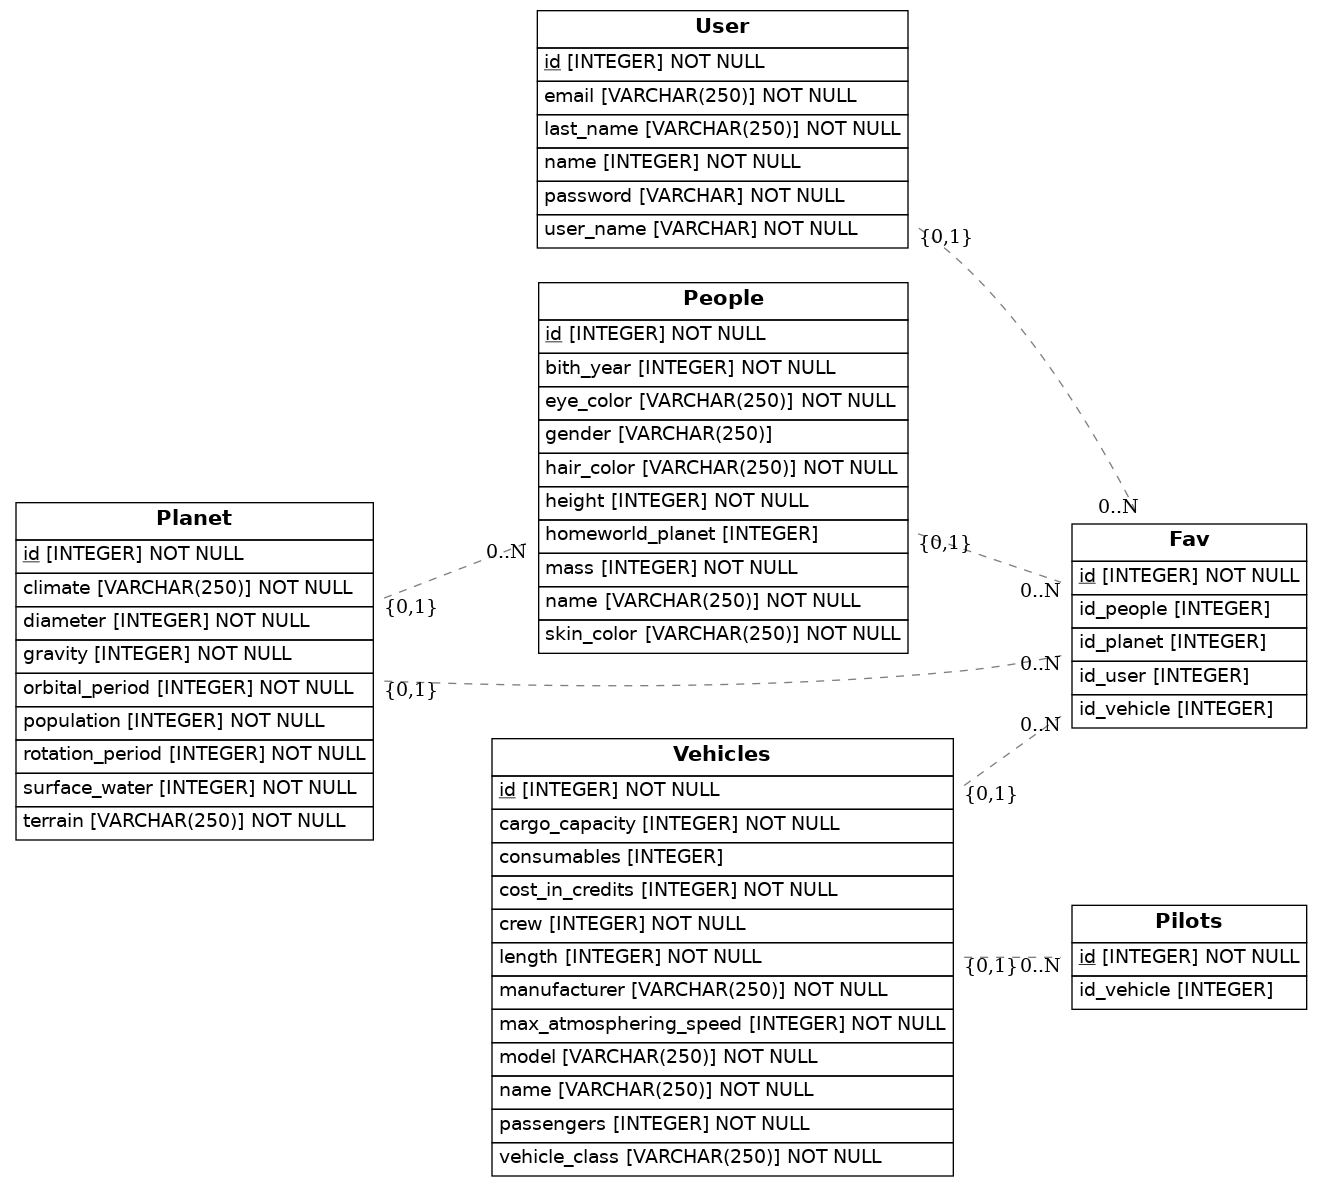 User
id [INTEGER] NOT NULL
email [VARCHAR(250)] NOT NULL
last_name [VARCHAR(250)] NOT NULL
name [INTEGER] NOT NULL
password [VARCHAR] NOT NULL
user_name [VARCHAR] NOT NULL
{0,1}
People
id [INTEGER] NOT NULL
bith_year [INTEGER] NOT NULL
eye_color [VARCHAR(250)] NOT NULL
gender [VARCHAR(250)]
hair_color [VARCHAR(250)] NOT NULL
height [INTEGER] NOT NULL
homeworld_planet [INTEGER]
mass [INTEGER] NOT NULL
name [VARCHAR(250)] NOT NULL
skin_color [VARCHAR(250)] NOT NULL
0..N
{0,1}
Planet
id [INTEGER] NOT NULL
climate [VARCHAR(250)] NOT NULL
diameter [INTEGER] NOT NULL
gravity [INTEGER] NOT NULL
orbital_period [INTEGER] NOT NULL
population [INTEGER] NOT NULL
rotation_period [INTEGER] NOT NULL
surface_water [INTEGER] NOT NULL
terrain [VARCHAR(250)] NOT NULL
{0,1}
{0,1}
0..N
Fav
id [INTEGER] NOT NULL
id_people [INTEGER]
id_planet [INTEGER]
id_user [INTEGER]
id_vehicle [INTEGER]
0..N
0..N
0..N
Vehicles
id [INTEGER] NOT NULL
cargo_capacity [INTEGER] NOT NULL
consumables [INTEGER]
cost_in_credits [INTEGER] NOT NULL
crew [INTEGER] NOT NULL
length [INTEGER] NOT NULL
manufacturer [VARCHAR(250)] NOT NULL
max_atmosphering_speed [INTEGER] NOT NULL
model [VARCHAR(250)] NOT NULL
name [VARCHAR(250)] NOT NULL
passengers [INTEGER] NOT NULL
vehicle_class [VARCHAR(250)] NOT NULL
{0,1}
{0,1} 0..N
Pilots
id [INTEGER] NOT NULL
id_vehicle [INTEGER]